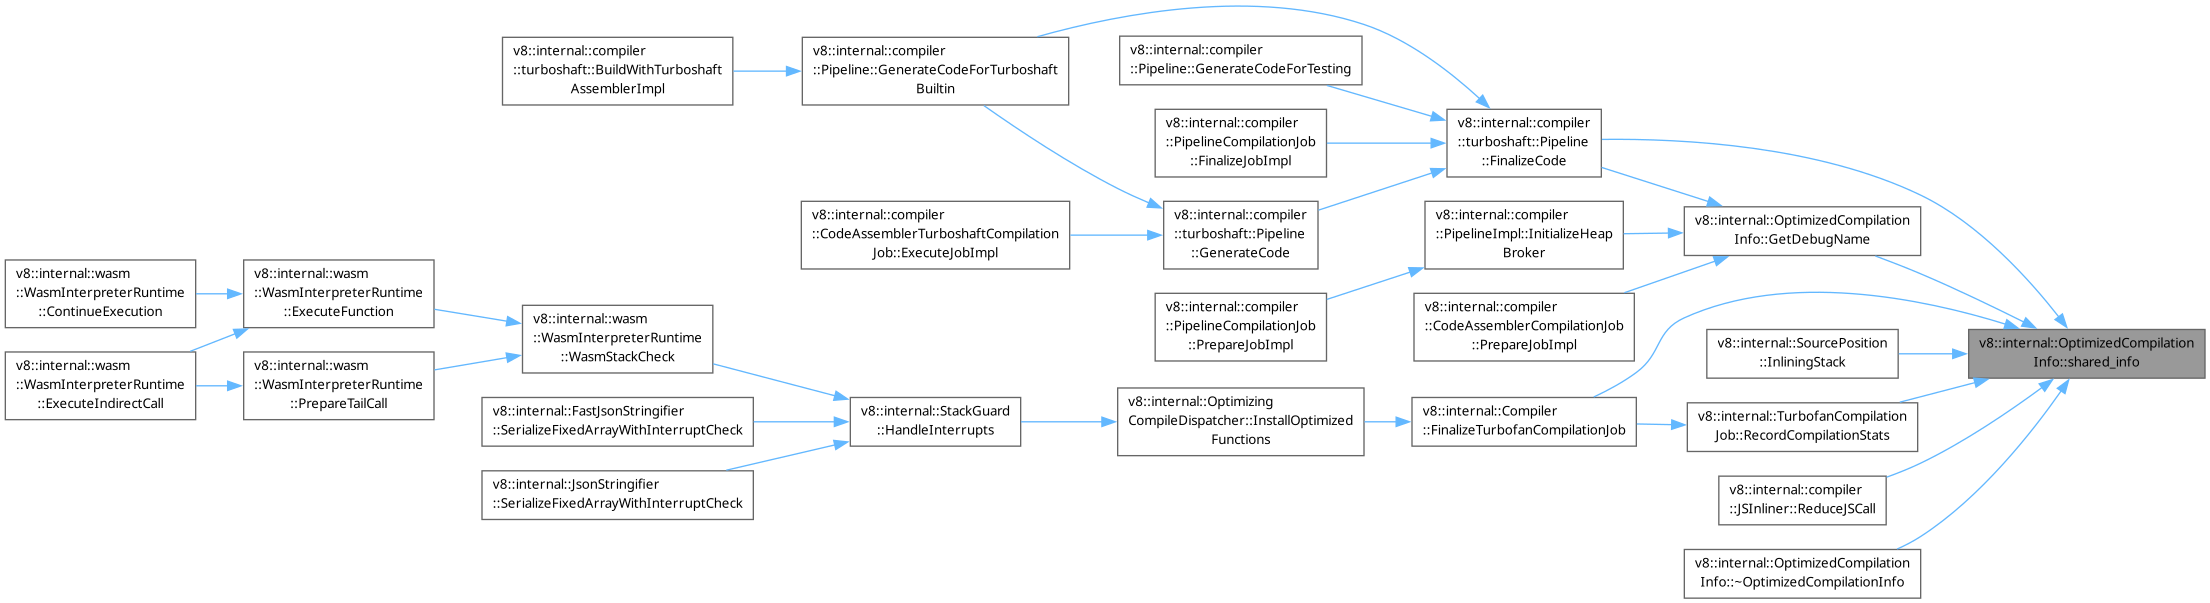 v8::internal::compiler
::turboshaft::BuildWithTurboshaft
AssemblerImpl
v8::internal::compiler
::Pipeline::GenerateCodeForTurboshaft
Builtin
v8::internal::compiler
::Pipeline::GenerateCodeForTesting
v8::internal::compiler
::PipelineCompilationJob
::FinalizeJobImpl
v8::internal::compiler
::turboshaft::Pipeline
::FinalizeCode
v8::internal::compiler
::CodeAssemblerTurboshaftCompilation
Job::ExecuteJobImpl
v8::internal::compiler
::turboshaft::Pipeline
::GenerateCode
v8::internal::compiler
::PipelineImpl::InitializeHeap
Broker
v8::internal::OptimizedCompilation
Info::GetDebugName
v8::internal::wasm
::WasmInterpreterRuntime
::ContinueExecution
v8::internal::wasm
::WasmInterpreterRuntime
::ExecuteFunction
v8::internal::wasm
::WasmInterpreterRuntime
::WasmStackCheck
v8::internal::compiler
::PipelineCompilationJob
::PrepareJobImpl
v8::internal::compiler
::CodeAssemblerCompilationJob
::PrepareJobImpl
v8::internal::SourcePosition
::InliningStack
v8::internal::OptimizedCompilation
Info::shared_info
v8::internal::wasm
::WasmInterpreterRuntime
::ExecuteIndirectCall
v8::internal::wasm
::WasmInterpreterRuntime
::PrepareTailCall
v8::internal::FastJsonStringifier
::SerializeFixedArrayWithInterruptCheck
v8::internal::StackGuard
::HandleInterrupts
v8::internal::Optimizing
CompileDispatcher::InstallOptimized
Functions
v8::internal::Compiler
::FinalizeTurbofanCompilationJob
v8::internal::TurbofanCompilation
Job::RecordCompilationStats
v8::internal::JsonStringifier
::SerializeFixedArrayWithInterruptCheck
v8::internal::compiler
::JSInliner::ReduceJSCall
v8::internal::OptimizedCompilation
Info::~OptimizedCompilationInfo